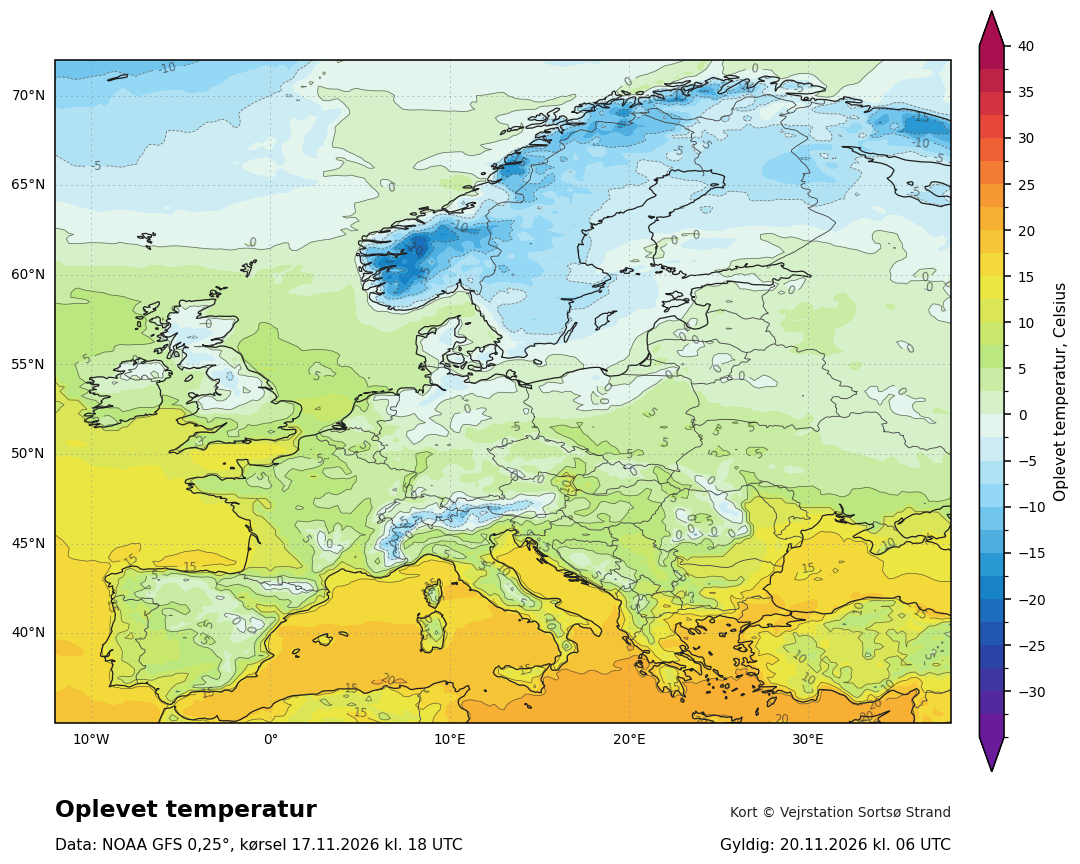 70°N
65°N
60°N
55°N
50°N
45°N
40°N
10°W
0°
10°E
20°E
30°E
40
35
30
25
20
15
10
5
0
−5
−10
−15
−20
−25
−30
Oplevet temperatur, Celsius
Oplevet temperatur
Kort © Vejrstation Sortsø Strand
Data: NOAA GFS 0,25°, kørsel 17.11.2026 kl. 18 UTC
Gyldig: 20.11.2026 kl. 06 UTC